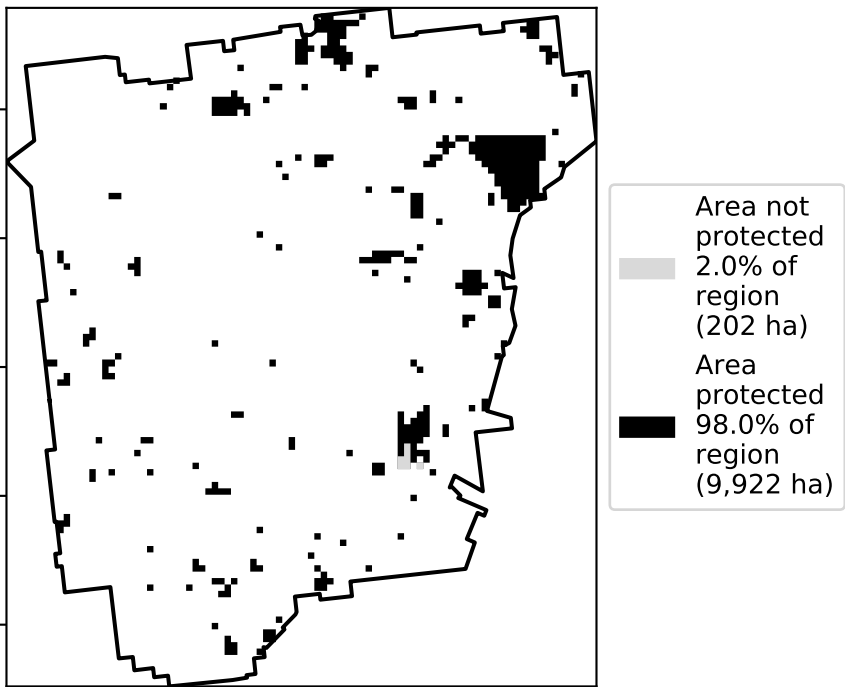 Area not
protected
2.0% of
region
(202 ha)
Area
protected
98.0% of
region
(9,922 ha)